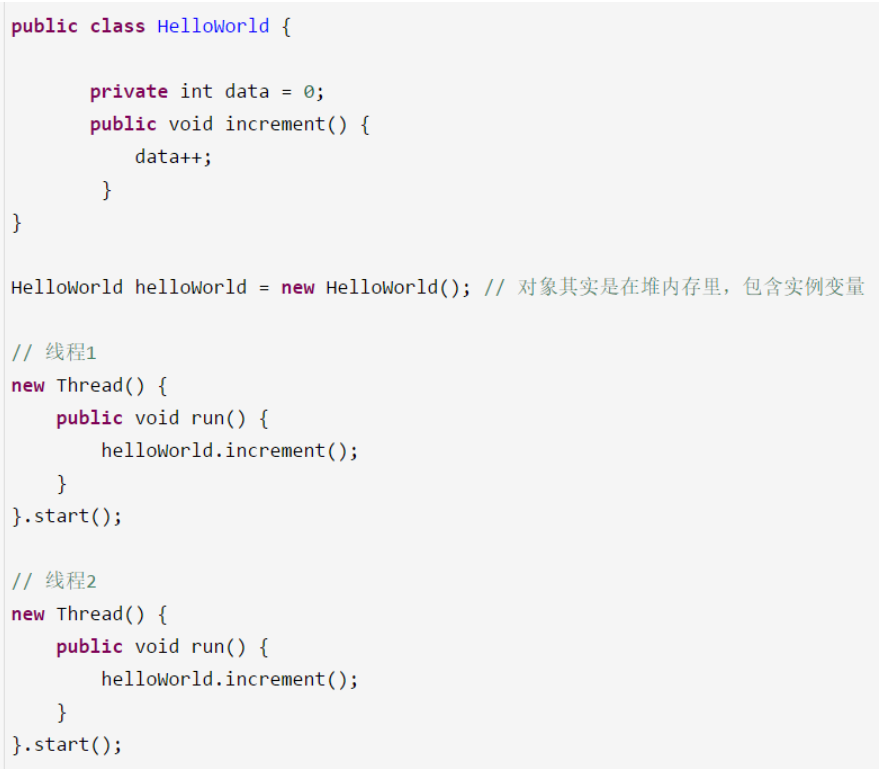 public class HelloWorld {
private int data = 0;
public void increment() {
data++;
}
}
HelloWorld helloWorld = new HelloWorld(); // 对象其实是在堆内存里，包含实例变量
// 线程1
new Thread() {
public void run() {
helloWorld.increment();
}
}.start();
// 线程2
new Thread() {
public void run() {
helloWorld.increment();
}
}.start();